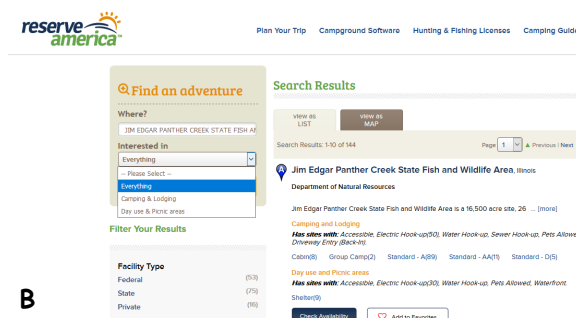 reserve
america™
Plan Your Trip Campground Software Hunting & Fishing Licenses Camping Guide
Find an adventure
Where?
JIM EDGAR PANTHER CREEK STATE FISH AN
Interested in
Everything
-- Please Select --
Everything
Camping & Lodging
Day use & Picnic areas
Filter Your Results
Facility Type
Federal (53)
State (75)
Private (16)
B
Search Results
view as
LIST
view as
MAP
Search Results: 1-10 of 144 Page 1 Previous | Next
A Jim Edgar Panther Creek State Fish and Wildlife Area, Illinois
Department of Natural Resources
Jim Edgar Panther Creek State Fish and Wildlife Area is a 16,500 acre site, 26 ... [more]
Camping and Lodging
Has sites with: Accessible, Electric Hook-up(50), Water Hook-up, Sewer Hook-up, Pets Allowe
Driveway Entry (Back-In).
Cabin(8) Group Camp(2) Standard - A(89) Standard - AA(11) Standard - D(5)
Day use and Picnic areas
Has sites with: Accessible, Electric Hook-up(30), Water Hook-up, Pets Allowed, Waterfront.
Shelter(9)
Check Availability Add to Favorites